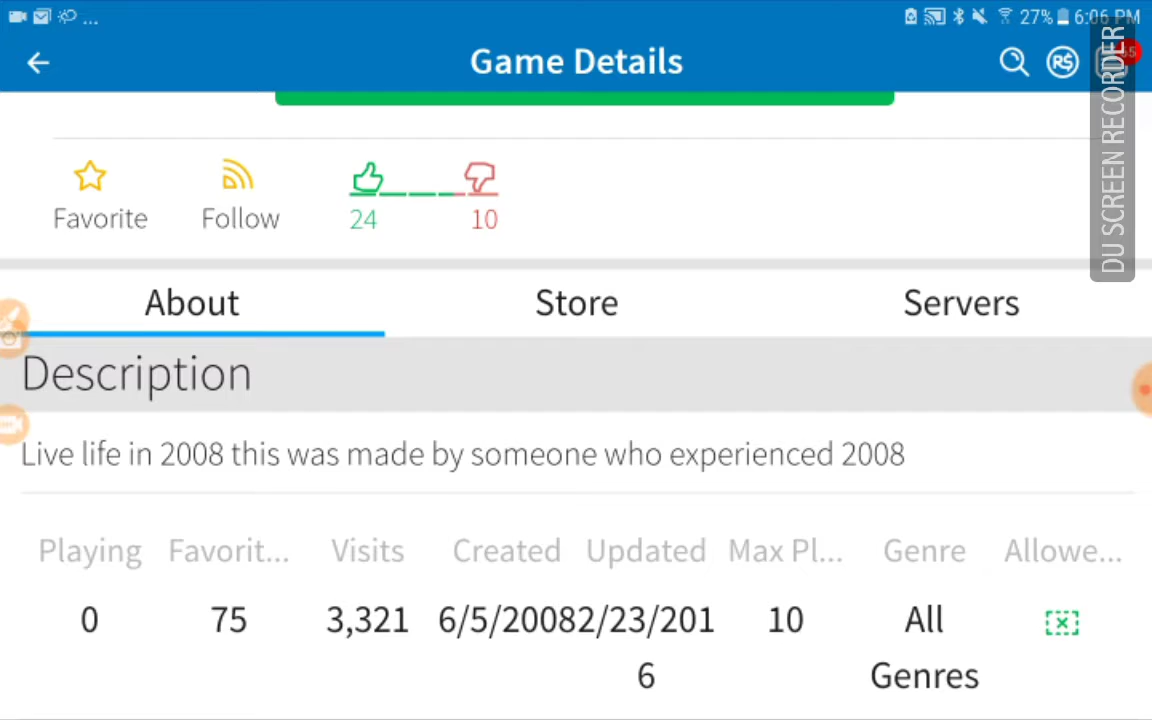 ... 27% 6:06 PM
Game Details R$
DU SCREEN RECORDER
Favorite Follow 24 10
About Store Servers
Description
Live life in 2008 this was made by someone who experienced 2008
Playing Favorit... Visits Created Updated Max Pl... Genre Allowe...
0 75 3,321 6/5/2008 2/23/201 10 All
6 Genres